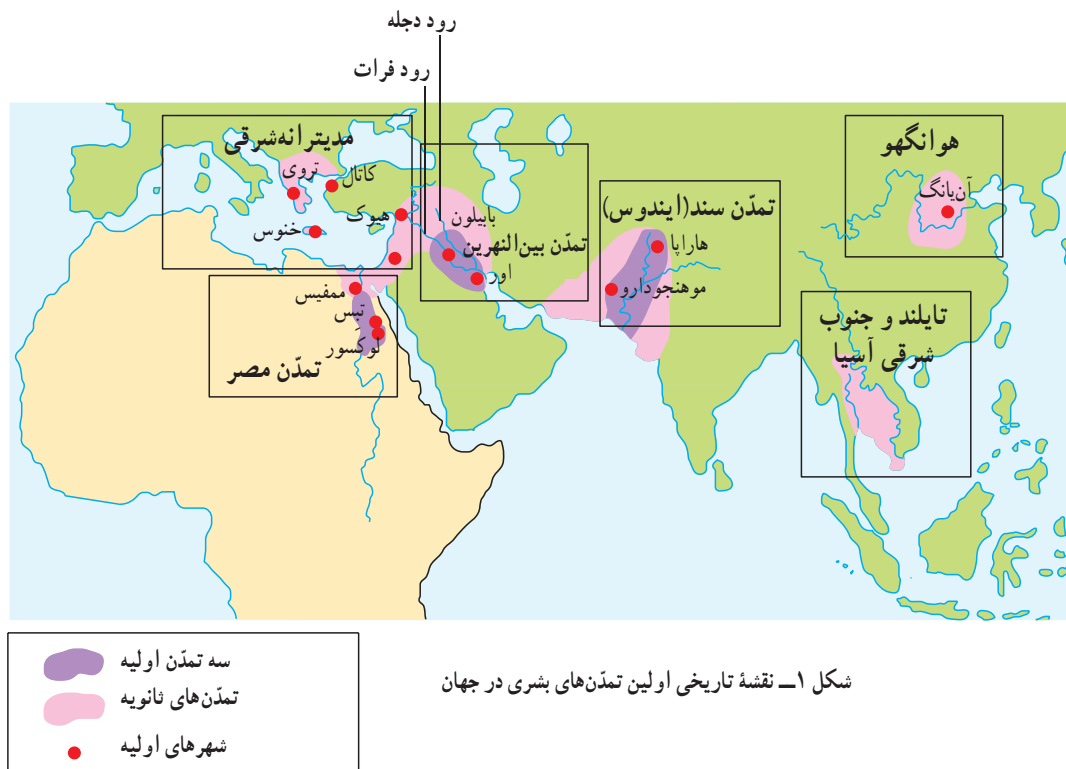 رود دجله
رود فرات
مدیترانه‌شرقی
تروی
کاتال
هیوک
خنوس
بابیلون
تمدّن بین‌النهرین
اور
تمدّن سند(ایندوس)
هاراپا
موهنجودارو
هوانگهو
آن‌یانگ
ممفیس
تبس
لوکسور
تمدّن مصر
تایلند و جنوب
شرقی آسیا
سه تمدّن اولیه
تمدّن‌های ثانویه
شهرهای اولیه
شکل ۱ــ نقشهٔ تاریخی اولین تمدّن‌های بشری در جهان